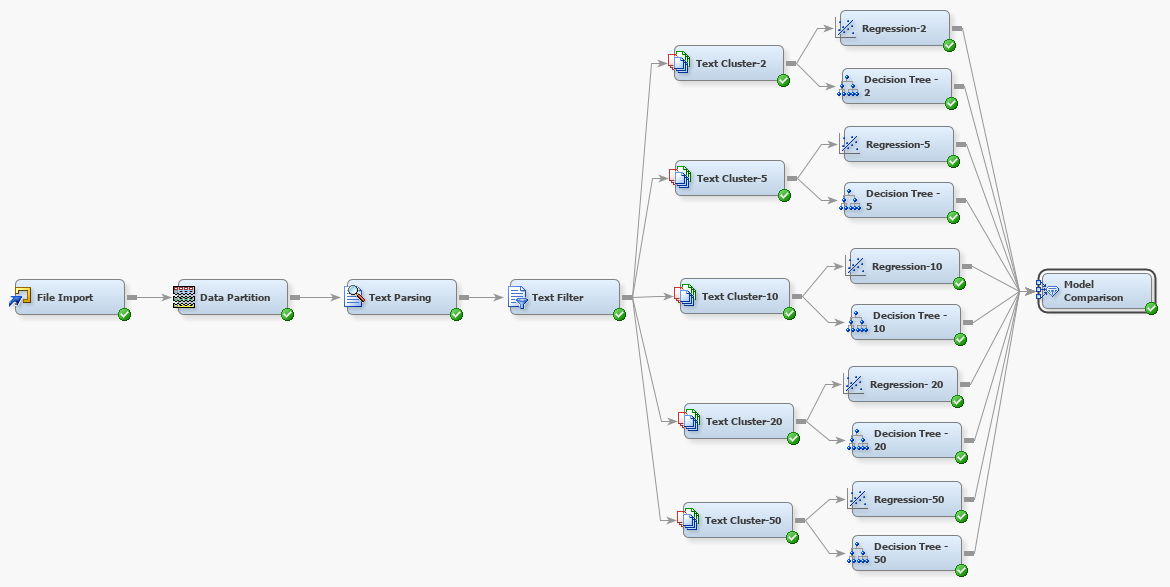 File Import
Data Partition
Text Parsing
Text Filter
Text Cluster-2
Regression-2
Decision Tree -
2
Text Cluster-5
Regression-5
Decision Tree -
5
Text Cluster-10
Regression-10
Decision Tree -
10
Text Cluster-20
Regression- 20
Decision Tree -
20
Text Cluster-50
Regression-50
Decision Tree -
50
Model
Comparison